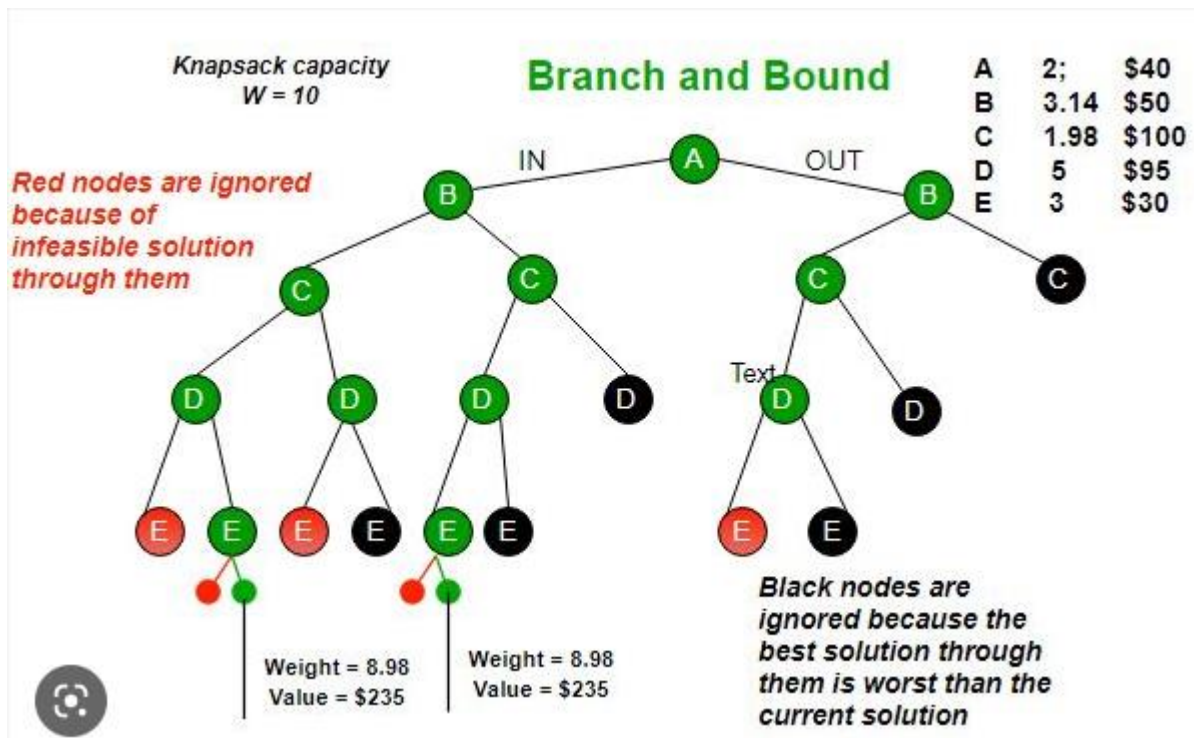 Knapsack capacity
W = 10
Branch and Bound
A 2; $40
B 3.14 $50
C 1.98 $100
D 5 $95
E 3 $30
Red nodes are ignored
because of
infeasible solution
through them
IN
OUT
A
B
B
C
C
C
C
Text
D
D
D
D
D
D
E
E
E
E
E
E
E
E
Weight = 8.98
Value = $235
Weight = 8.98
Value = $235
Black nodes are
ignored because the
best solution through
them is worst than the
current solution